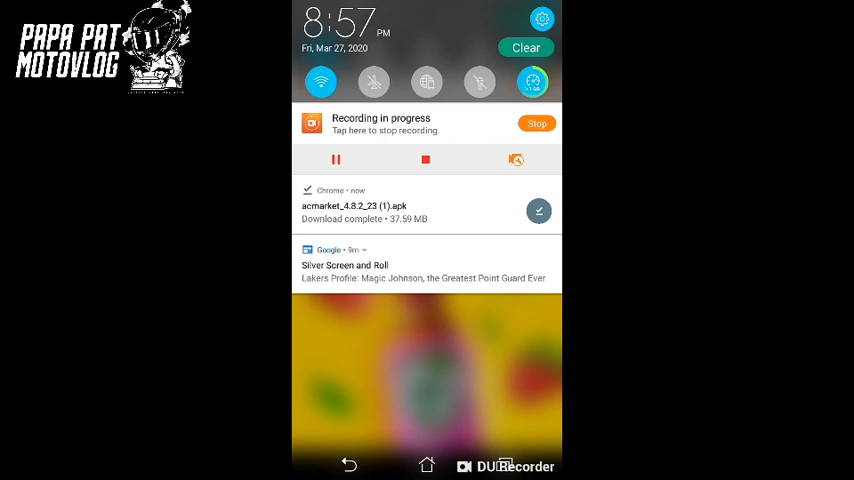 PAPA PAT
MOTOVLOG
8:57 PM
Fri, Mar 27, 2020
Clear
>1 GB
Recording in progress
Tap here to stop recording.
Stop
Chrome • now
acmarket_4.8.2_23 (1).apk
Download complete • 37.59 MB
Google • 9m
Silver Screen and Roll
Lakers Profile: Magic Johnson, the Greatest Point Guard Ever
DU Recorder